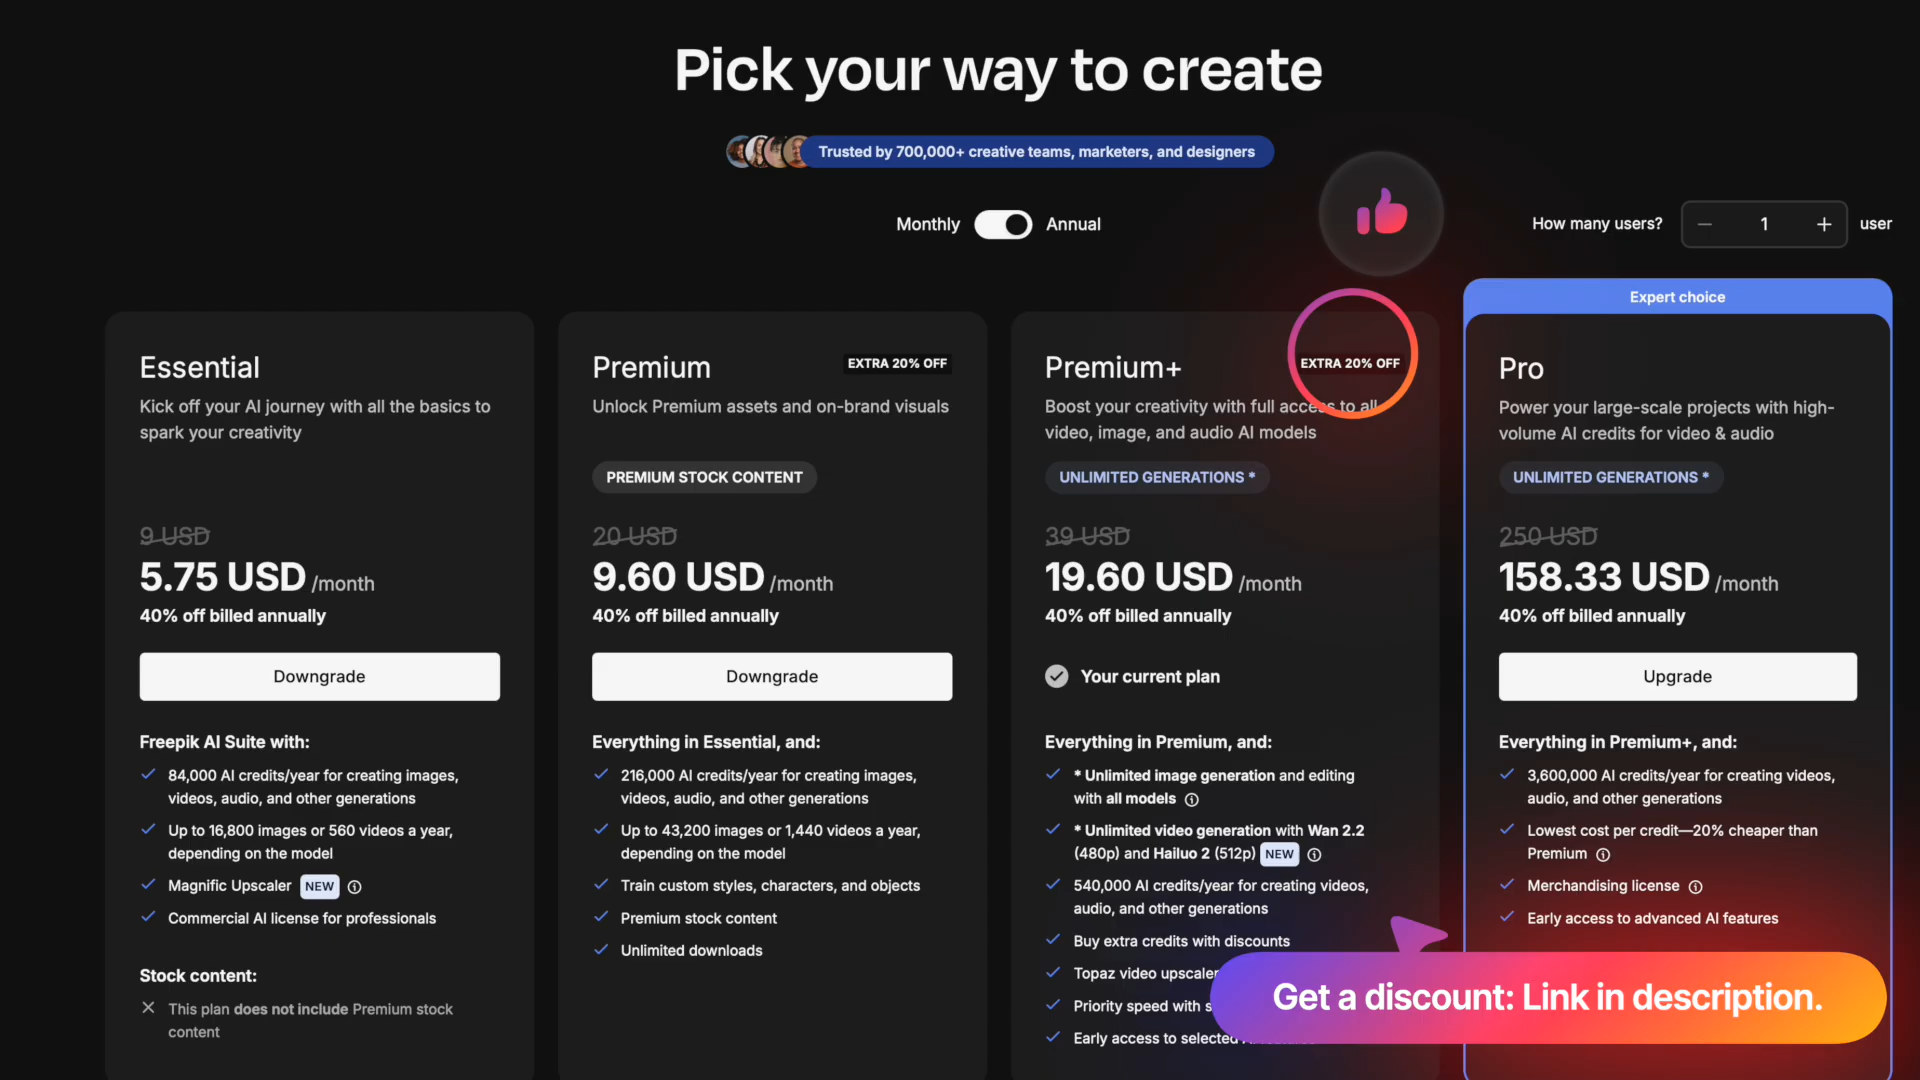 Pick your way to create
Trusted by 700,000+ creative teams, marketers, and designers
Monthly Annual
How many users? − 1 + user
Essential
Kick off your AI journey with all the basics to
spark your creativity
9 USD
5.75 USD /month
40% off billed annually
Downgrade
Freepik AI Suite with:
84,000 AI credits/year for creating images,
videos, audio, and other generations
Up to 16,800 images or 560 videos a year,
depending on the model
Magnific Upscaler NEW
Commercial AI license for professionals
Stock content:
This plan does not include Premium stock
content
Premium
EXTRA 20% OFF
Unlock Premium assets and on-brand visuals
PREMIUM STOCK CONTENT
20 USD
9.60 USD /month
40% off billed annually
Downgrade
Everything in Essential, and:
216,000 AI credits/year for creating images,
videos, audio, and other generations
Up to 43,200 images or 1,440 videos a year,
depending on the model
Train custom styles, characters, and objects
Premium stock content
Unlimited downloads
Premium+
EXTRA 20% OFF
Boost your creativity with full access to all
video, image, and audio AI models
UNLIMITED GENERATIONS *
39 USD
19.60 USD /month
40% off billed annually
Your current plan
Everything in Premium, and:
* Unlimited image generation and editing
with all models
* Unlimited video generation with Wan 2.2
(480p) and Hailuo 2 (512p) NEW
540,000 AI credits/year for creating videos,
audio, and other generations
Buy extra credits with discounts
Topaz video upscaler
Priority speed with
Early access to selected
Expert choice
Pro
Power your large-scale projects with high-
volume AI credits for video & audio
UNLIMITED GENERATIONS *
250 USD
158.33 USD /month
40% off billed annually
Upgrade
Everything in Premium+, and:
3,600,000 AI credits/year for creating videos,
audio, and other generations
Lowest cost per credit—20% cheaper than
Premium
Merchandising license
Early access to advanced AI features
Get a discount: Link in description.